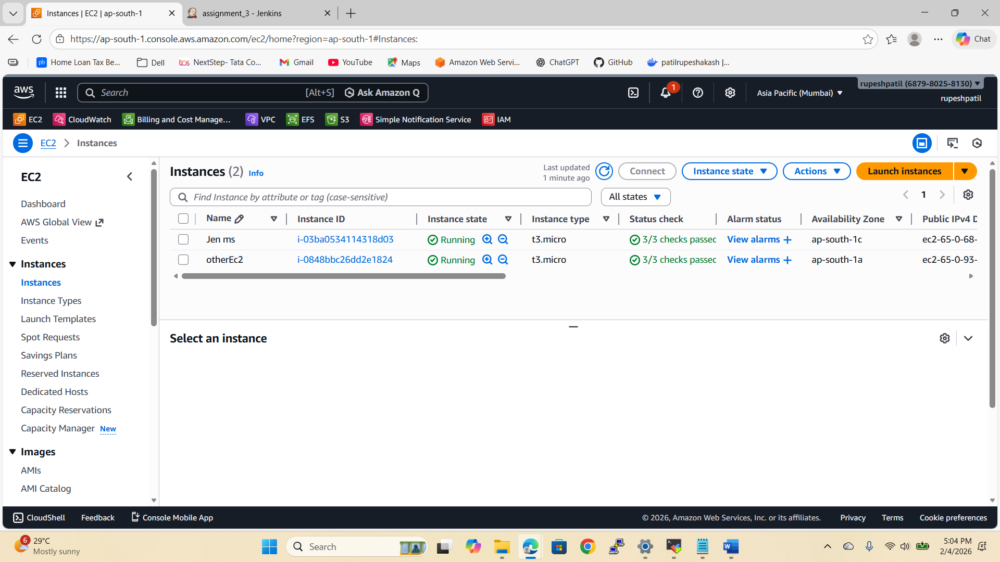 Instances | EC2 | ap-south-1
assignment_3 - Jenkins
https://ap-south-1.console.aws.amazon.com/ec2/home?region=ap-south-1#Instances:
Chat
pb Home Loan Tax Be...
Dell
tcs NextStep- Tata Co...
Gmail
YouTube
Maps
Amazon Web Servi...
ChatGPT
GitHub
patilrupeshakash |...
aws
Search [Alt+S] Ask Amazon Q
1
Asia Pacific (Mumbai)
rupeshpatil (6879-8025-8130)
rupeshpatil
EC2 CloudWatch Billing and Cost Manage... VPC EFS S3 Simple Notification Service IAM
EC2 Instances
EC2
Dashboard
AWS Global View
Events
Instances
Instances
Instance Types
Launch Templates
Spot Requests
Savings Plans
Reserved Instances
Dedicated Hosts
Capacity Reservations
Capacity Manager New
Images
AMIs
AMI Catalog
Instances (2) Info
Last updated
1 minute ago
Connect
Instance state
Actions
Launch instances
Find Instance by attribute or tag (case-sensitive)
All states
1
Name Instance ID Instance state Instance type Status check Alarm status Availability Zone Public IPv4 D
Jen ms i-03ba0534114318d03 Running t3.micro 3/3 checks passec View alarms + ap-south-1c ec2-65-0-68-
otherEc2 i-0848bbc26dd2e1824 Running t3.micro 3/3 checks passec View alarms + ap-south-1a ec2-65-0-93-
Select an instance
CloudShell Feedback Console Mobile App
© 2026, Amazon Web Services, Inc. or its affiliates. Privacy Terms Cookie preferences
6
29°C
Mostly sunny
Search
5:04 PM
2/4/2026